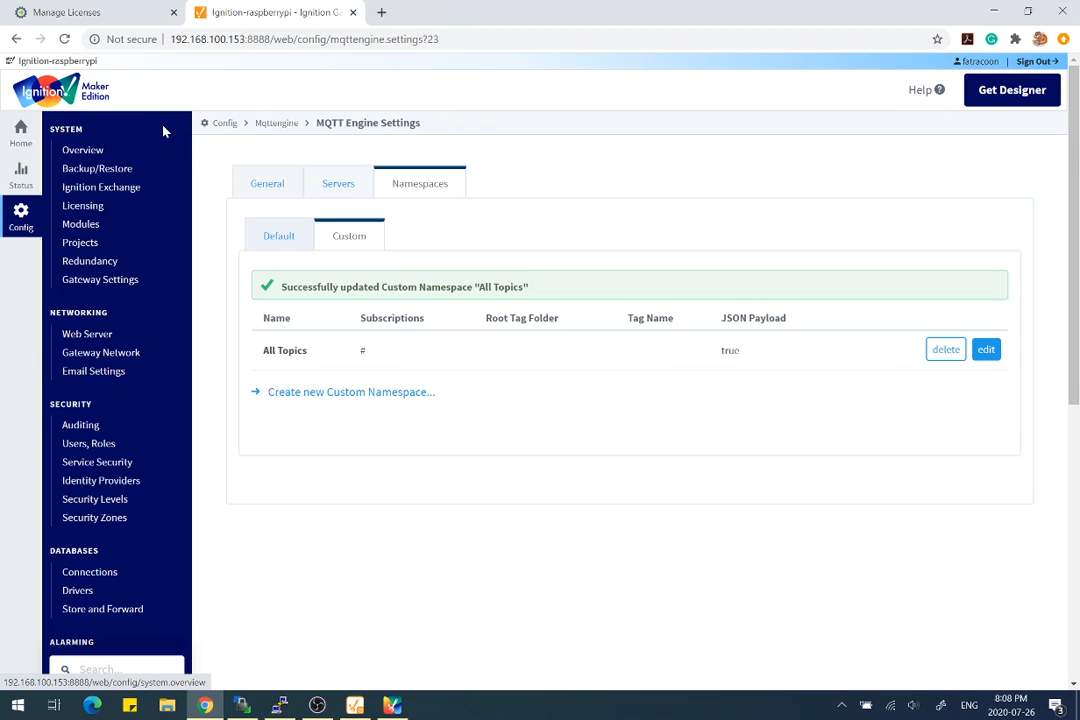 Manage Licenses
Ignition-raspberrypi - Ignition Ga
Not secure | 192.168.100.153:8888/web/config/mqttengine.settings?23
Ignition-raspberrypi
fatracoon | Sign Out
Ignition!
Maker
Edition
Help
Get Designer
Home
Status
Config
SYSTEM
Overview
Backup/Restore
Ignition Exchange
Licensing
Modules
Projects
Redundancy
Gateway Settings
NETWORKING
Web Server
Gateway Network
Email Settings
SECURITY
Auditing
Users, Roles
Service Security
Identity Providers
Security Levels
Security Zones
DATABASES
Connections
Drivers
Store and Forward
ALARMING
Search...
Config > Mqttengine > MQTT Engine Settings
General Servers Namespaces
Default Custom
Successfully updated Custom Namespace "All Topics"
Name Subscriptions Root Tag Folder Tag Name JSON Payload
All Topics # true delete edit
Create new Custom Namespace...
192.168.100.153:8888/web/config/system.overview
ENG
8:08 PM
2020-07-26
3